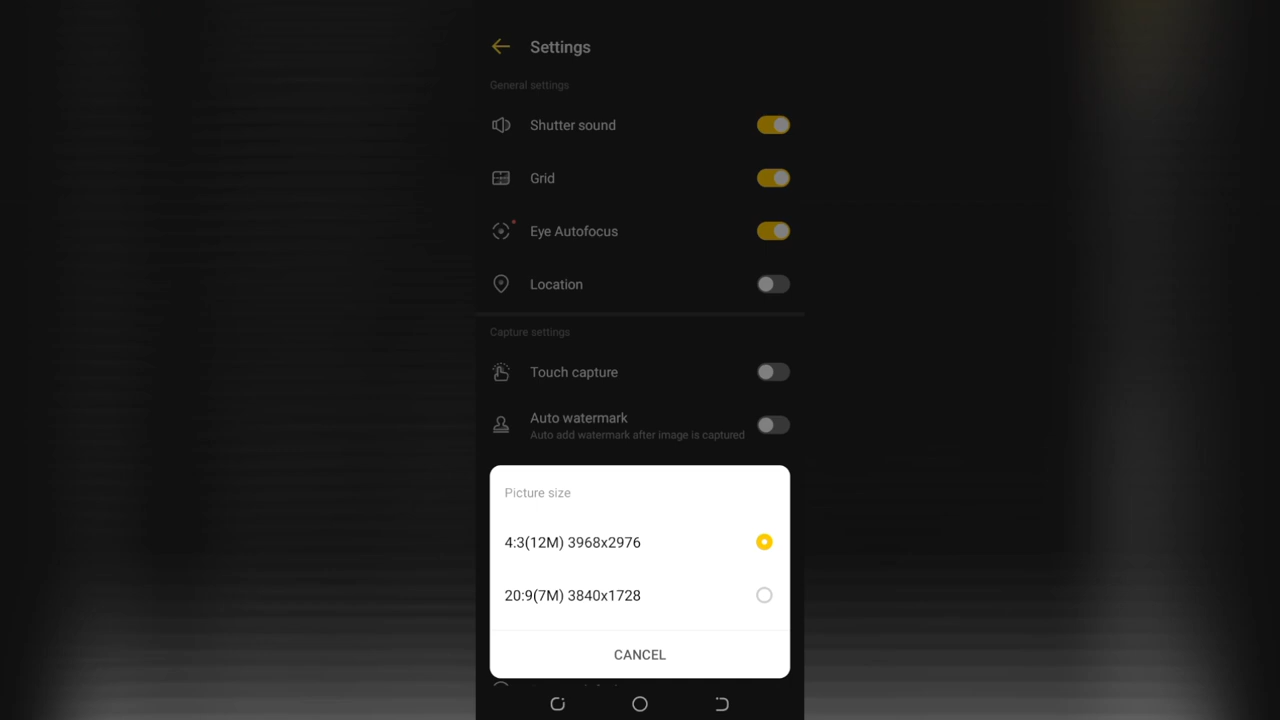 Settings
General settings
Shutter sound
Grid
Eye Autofocus
Location
Capture settings
Touch capture
Auto watermark
Auto add watermark after image is captured
Picture size
4:3(12M) 3968x2976
20:9(7M) 3840x1728
CANCEL